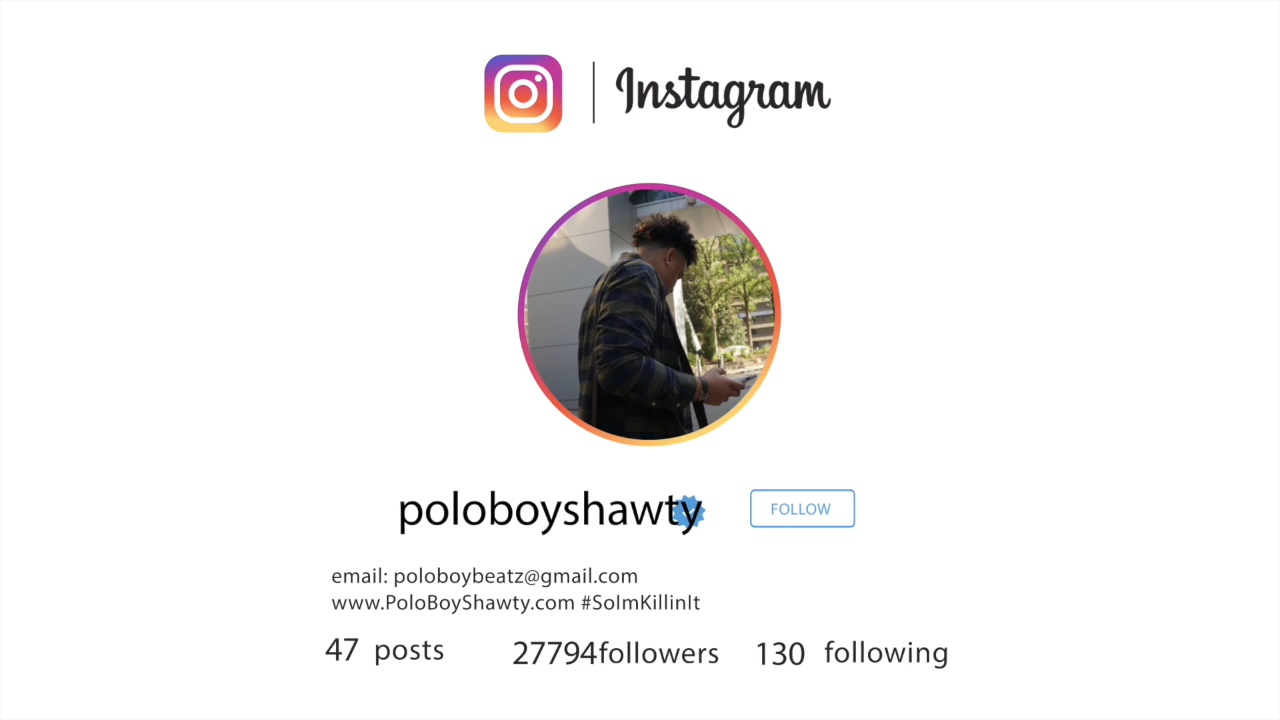 Instagram
poloboyshawty
FOLLOW
email: poloboybeatz@gmail.com
www.PoloBoyShawty.com #SoImKillinIt
47 posts 27794followers 130 following